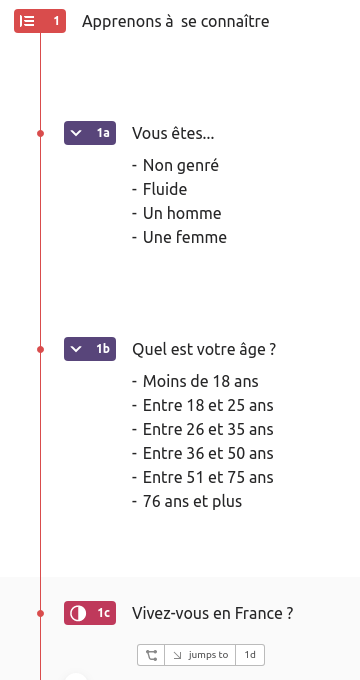 1 Apprenons à  se connaître
1a Vous êtes...
- Non genré
- Fluide
- Un homme
- Une femme
1b Quel est votre âge ?
- Moins de 18 ans
- Entre 18 et 25 ans
- Entre 26 et 35 ans
- Entre 36 et 50 ans
- Entre 51 et 75 ans
- 76 ans et plus
1c Vivez-vous en France ?
jumps to 1d